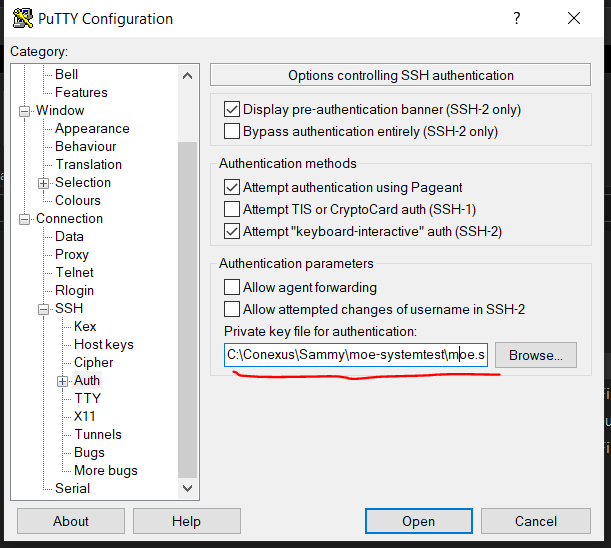 PuTTY Configuration
? ×
Category:
Bell
Features
Window
Appearance
Behaviour
Translation
Selection
Colours
Connection
Data
Proxy
Telnet
Rlogin
SSH
Kex
Host keys
Cipher
Auth
TTY
X11
Tunnels
Bugs
More bugs
Serial
Options controlling SSH authentication
Display pre-authentication banner (SSH-2 only)
Bypass authentication entirely (SSH-2 only)
Authentication methods
Attempt authentication using Pageant
Attempt TIS or CryptoCard auth (SSH-1)
Attempt "keyboard-interactive" auth (SSH-2)
Authentication parameters
Allow agent forwarding
Allow attempted changes of username in SSH-2
Private key file for authentication:
C:\Conexus\Sammy\moe-systemtest\moe.s
Browse...
About
Help
Open
Cancel